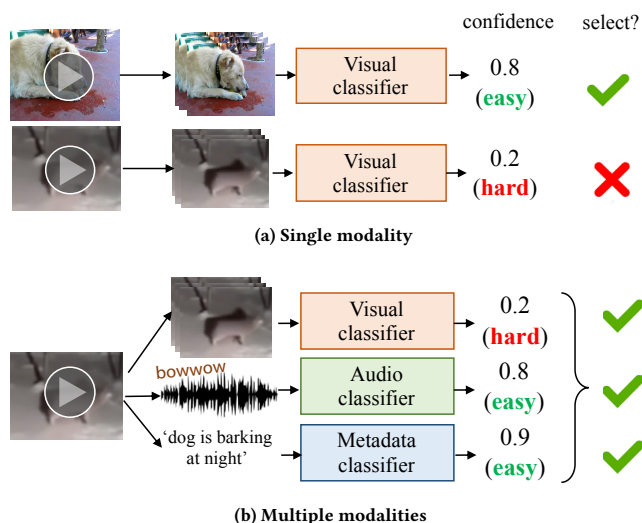 confidence select?
Visual
classifier
0.8
(easy)
Visual
classifier
0.2
(hard)
(a) Single modality
Visual
classifier
0.2
(hard)
bowwow
Audio
classifier
0.8
(easy)
'dog is barking
at night'
Metadata
classifier
0.9
(easy)
(b) Multiple modalities